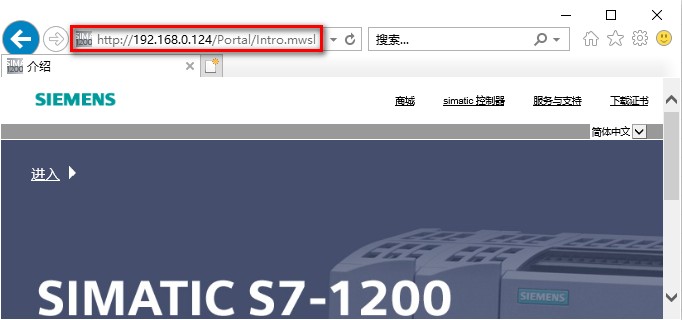 http://192.168.0.124/Portal/Intro.mwsl
搜索...
SIM
1200
介绍
SIEMENS
商城 simatic 控制器 服务与支持 下载证书
简体中文
进入
SIMATIC S7-1200
SIEMENS